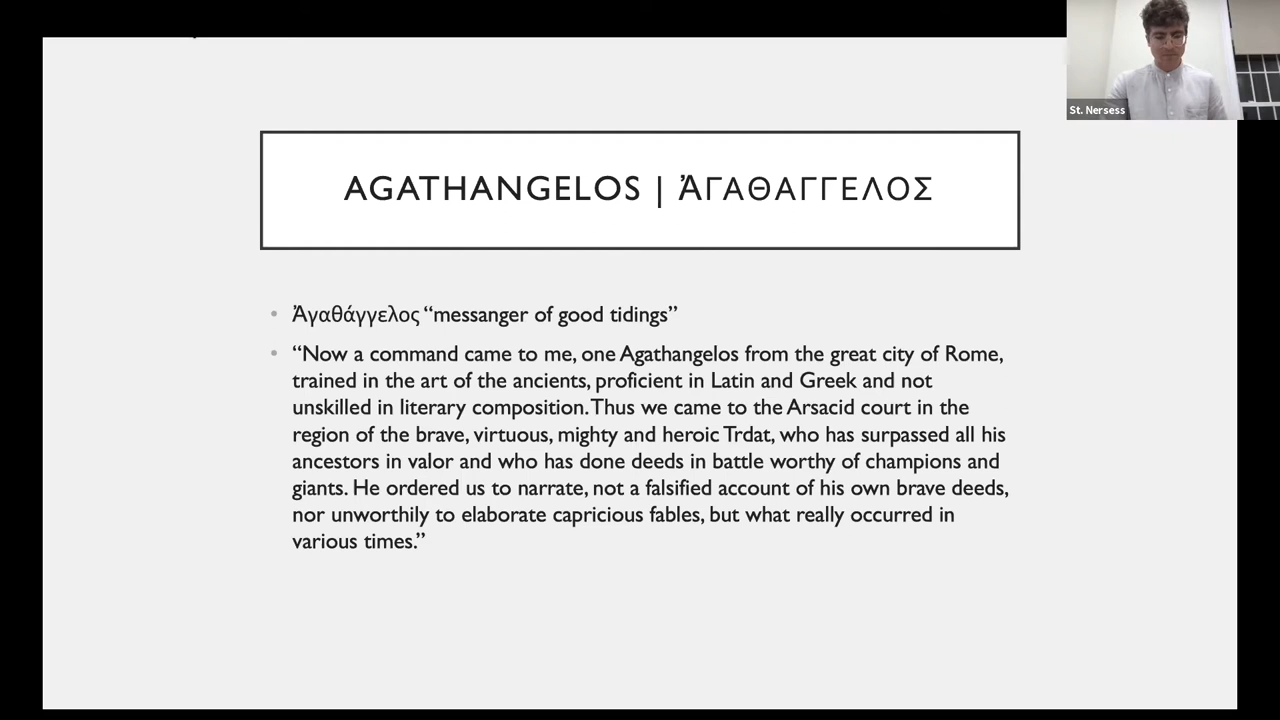 St. Nersess
AGATHANGELOS | ἈΓΑΘΑΓΓΕΛΟΣ
• Ἀγαθάγγελος “messanger of good tidings”
• “Now a command came to me, one Agathangelos from the great city of Rome,
trained in the art of the ancients, proficient in Latin and Greek and not
unskilled in literary composition. Thus we came to the Arsacid court in the
region of the brave, virtuous, mighty and heroic Trdat, who has surpassed all his
ancestors in valor and who has done deeds in battle worthy of champions and
giants. He ordered us to narrate, not a falsified account of his own brave deeds,
nor unworthily to elaborate capricious fables, but what really occurred in
various times.”